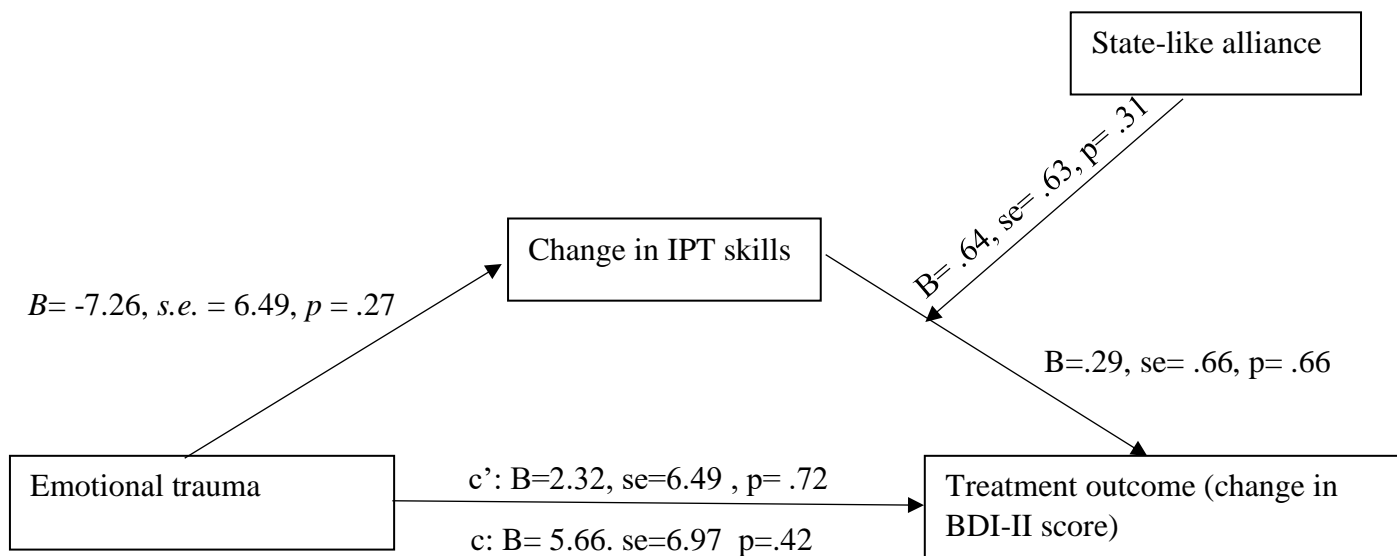 State-like alliance
B= .64, se= .63, p= .31
Change in IPT skills
B= -7.26, s.e. = 6.49, p = .27
B=.29, se= .66, p= .66
Emotional trauma
c’: B=2.32, se=6.49 , p= .72
c: B= 5.66. se=6.97 p=.42
Treatment outcome (change in
BDI-II score)